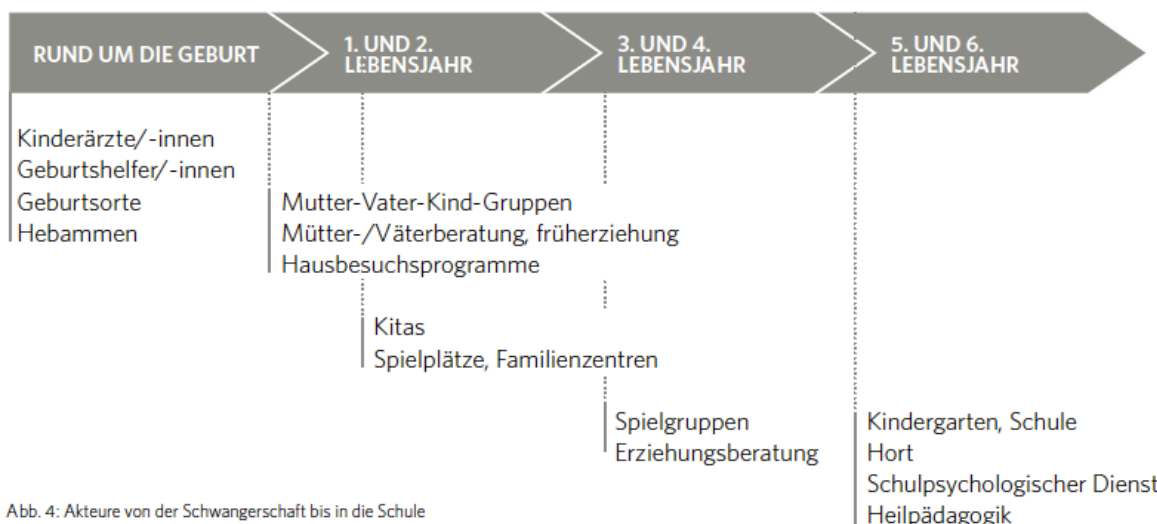 RUND UM DIE GEBURT
1. UND 2.
LEBENSJAHR
3. UND 4.
LEBENSJAHR
5. UND 6.
LEBENSJAHR
Kinderärzte/-innen
Geburtshelfer/-innen
Geburtsorte
Hebammen
Mutter-Vater-Kind-Gruppen
Mütter-/Väterberatung, früherziehung
Hausbesuchsprogramme
Kitas
Spielplätze, Familienzentren
Spielgruppen
Erziehungsberatung
Kindergarten, Schule
Hort
Schulpsychologischer Dienst
Heilpädagogik
Abb. 4: Akteure von der Schwangerschaft bis in die Schule